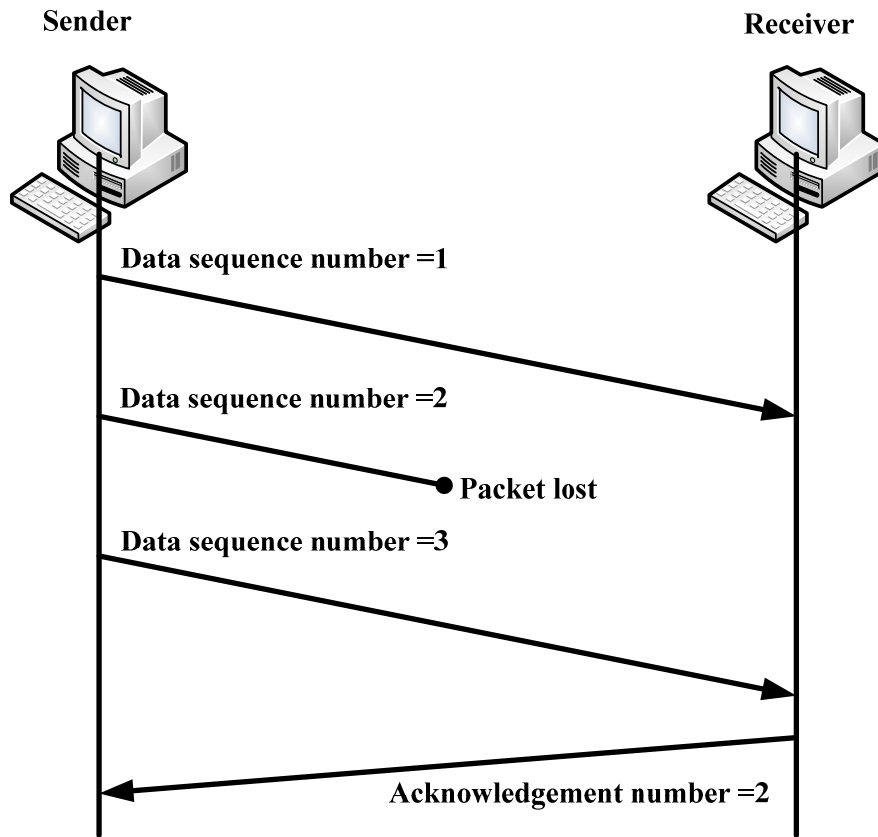 Sender
Receiver
Data sequence number =1
Data sequence number =2
Packet lost
Data sequence number =3
Acknowledgement number =2